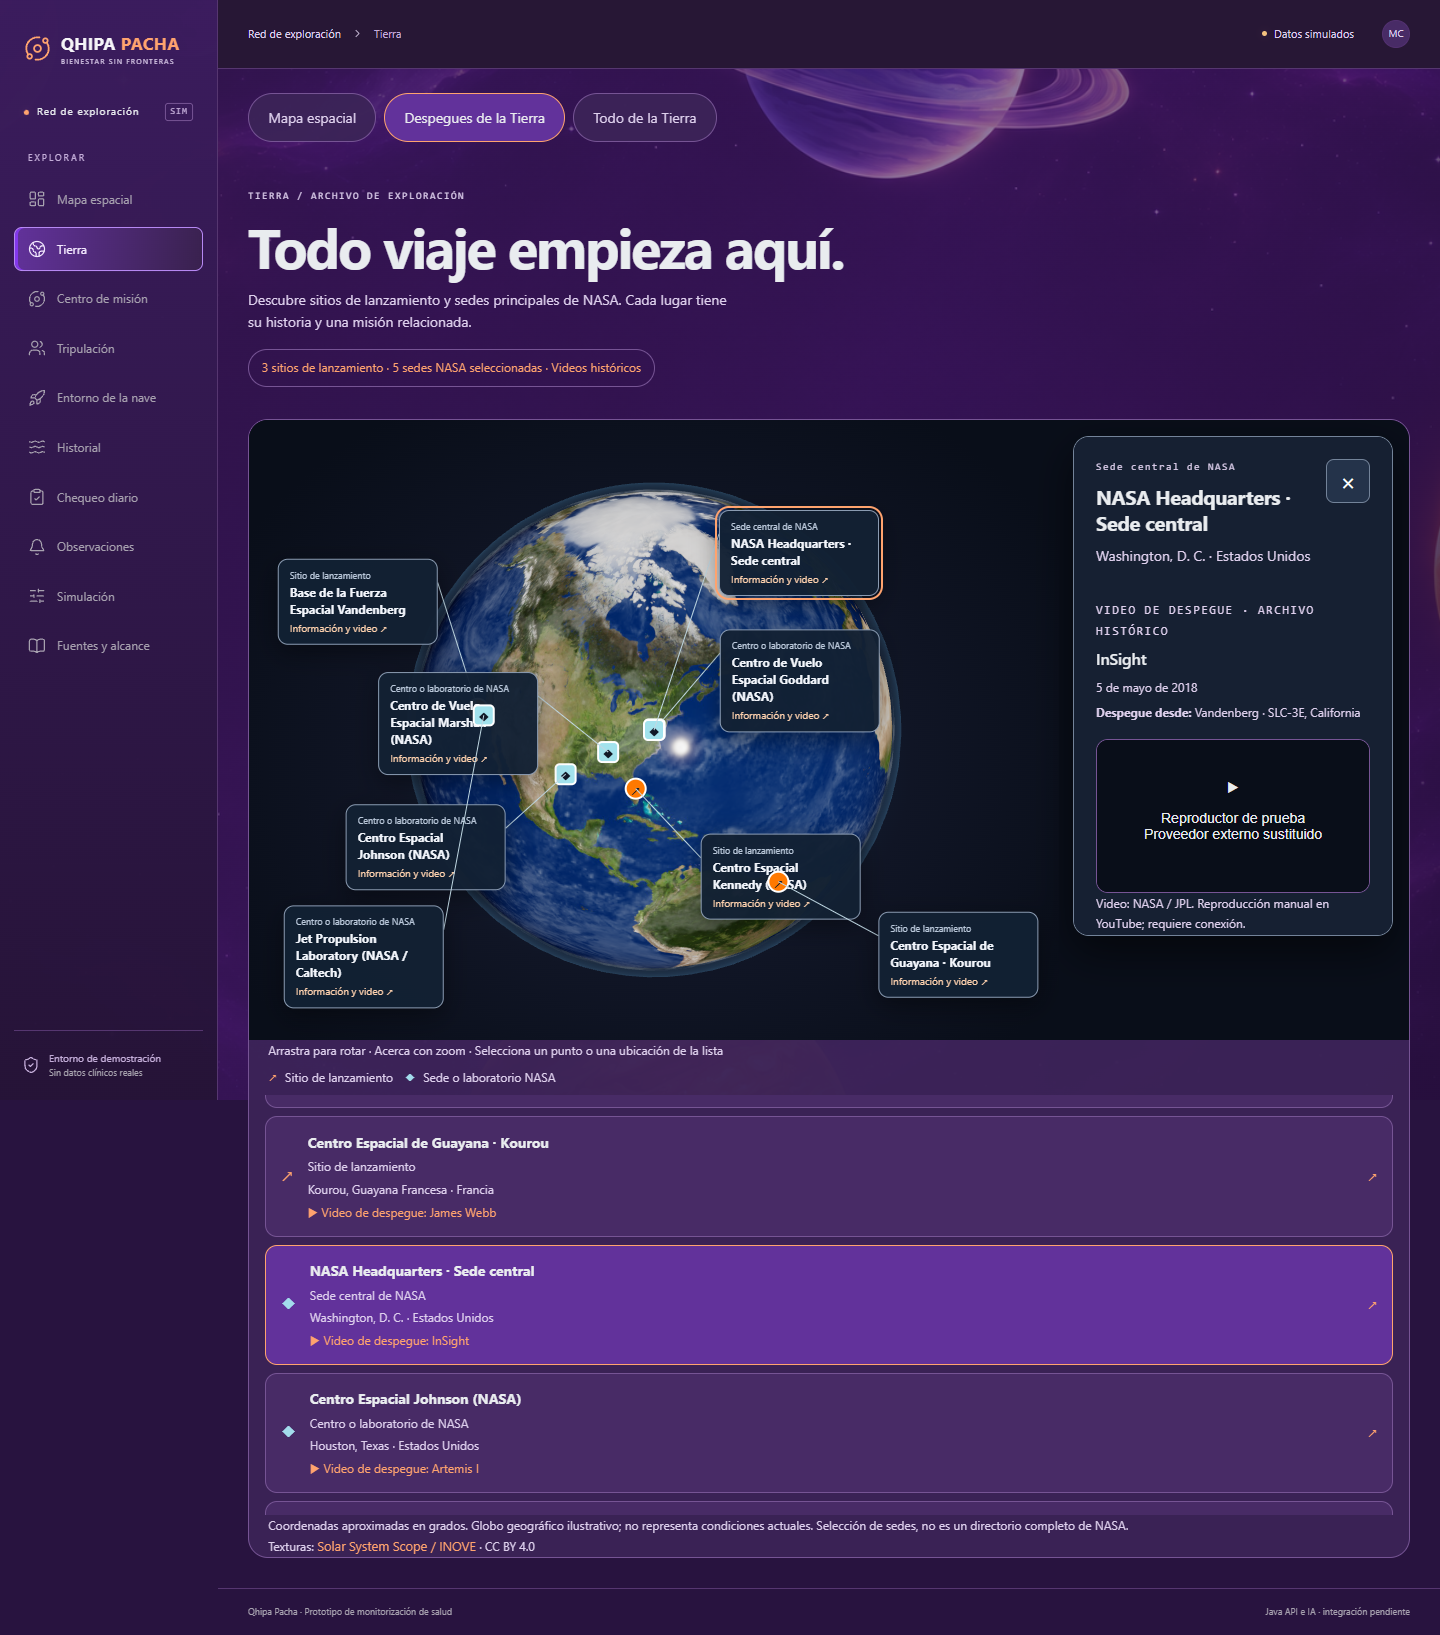 QHIPA PACHA
BIENESTAR SIN FRONTERAS
Red de exploración
SIM
EXPLORAR
Mapa espacial
Tierra
Centro de misión
Tripulación
Entorno de la nave
Historial
Chequeo diario
Observaciones
Simulación
Fuentes y alcance
Entorno de demostración
Sin datos clínicos reales
Red de exploración > Tierra
Datos simulados
MC
Mapa espacial
Despegues de la Tierra
Todo de la Tierra
TIERRA / ARCHIVO DE EXPLORACIÓN
Todo viaje empieza aquí.
Descubre sitios de lanzamiento y sedes principales de NASA. Cada lugar tiene
su historia y una misión relacionada.
3 sitios de lanzamiento · 5 sedes NASA seleccionadas · Videos históricos
Sede central de NASA
NASA Headquarters ·
Sede central
Información y video ↗
Sitio de lanzamiento
Base de la Fuerza
Espacial Vandenberg
Información y video ↗
Centro o laboratorio de NASA
Centro de Vuelo
Espacial Goddard
(NASA)
Información y video ↗
Centro o laboratorio de NASA
Centro de Vuelo
Espacial Marshall
(NASA)
Información y video ↗
Centro o laboratorio de NASA
Centro Espacial
Johnson (NASA)
Información y video ↗
Sitio de lanzamiento
Centro Espacial
Kennedy (NASA)
Información y video ↗
Centro o laboratorio de NASA
Jet Propulsion
Laboratory (NASA /
Caltech)
Información y video ↗
Sitio de lanzamiento
Centro Espacial de
Guayana · Kourou
Información y video ↗
Sede central de NASA
×
NASA Headquarters ·
Sede central
Washington, D. C. · Estados Unidos
VIDEO DE DESPEGUE · ARCHIVO
HISTÓRICO
InSight
5 de mayo de 2018
Despegue desde: Vandenberg · SLC-3E, California
▶
Reproductor de prueba
Proveedor externo sustituido
Video: NASA / JPL. Reproducción manual en
YouTube; requiere conexión.
Arrastra para rotar · Acerca con zoom · Selecciona un punto o una ubicación de la lista
↗ Sitio de lanzamiento ◆ Sede o laboratorio NASA
Centro Espacial de Guayana · Kourou
Sitio de lanzamiento
Kourou, Guayana Francesa · Francia
▶ Video de despegue: James Webb
NASA Headquarters · Sede central
Sede central de NASA
Washington, D. C. · Estados Unidos
▶ Video de despegue: InSight
Centro Espacial Johnson (NASA)
Centro o laboratorio de NASA
Houston, Texas · Estados Unidos
▶ Video de despegue: Artemis I
Coordenadas aproximadas en grados. Globo geográfico ilustrativo; no representa condiciones actuales. Selección de sedes, no es un directorio completo de NASA.
Texturas: Solar System Scope / INOVE · CC BY 4.0
Qhipa Pacha · Prototipo de monitorización de salud
Java API e IA · integración pendiente